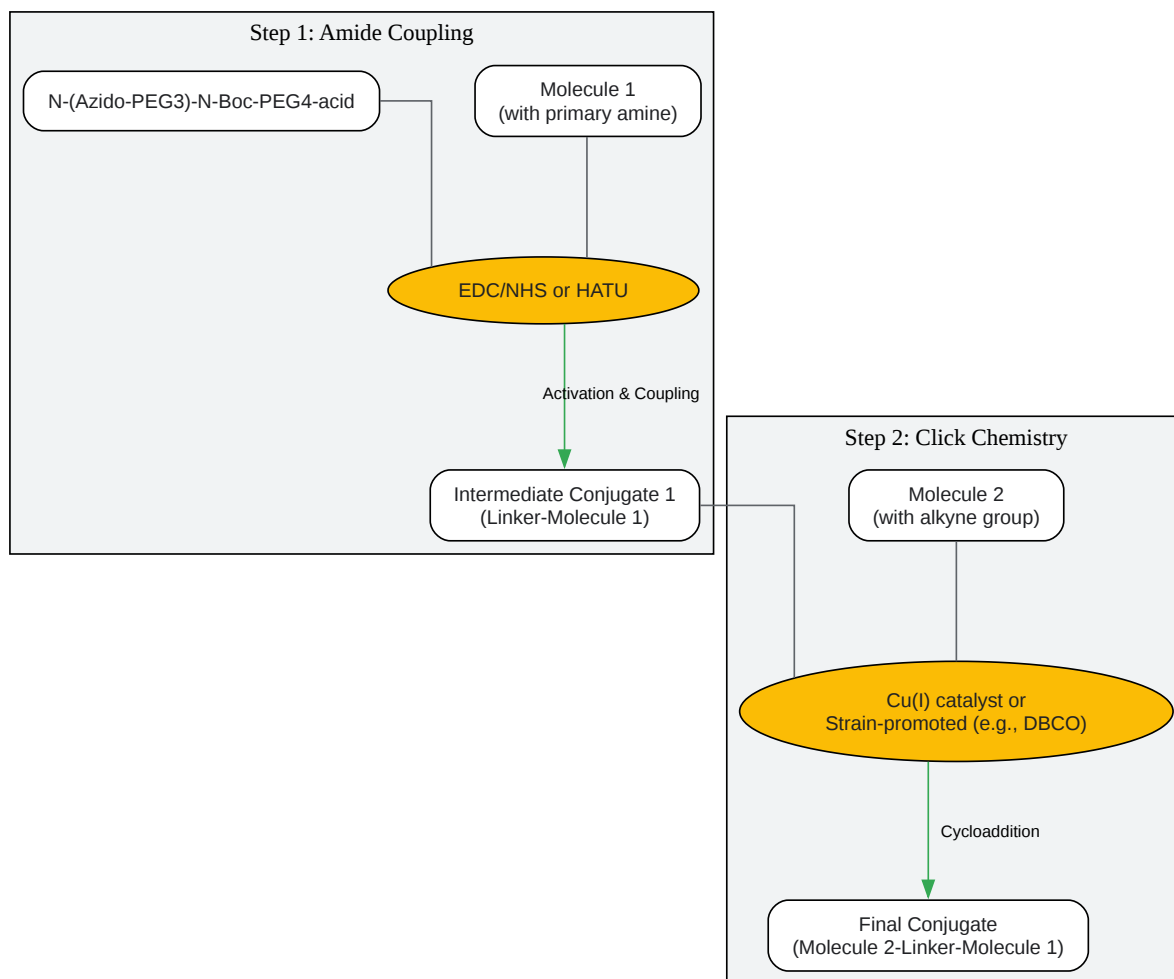 Step 1: Amide Coupling
N-(Azido-PEG3)-N-Boc-PEG4-acid
Molecule 1
(with primary amine)
EDC/NHS or HATU
Activation & Coupling
Intermediate Conjugate 1
(Linker-Molecule 1)
Step 2: Click Chemistry
Molecule 2
(with alkyne group)
Cu(I) catalyst or
Strain-promoted (e.g., DBCO)
Cycloaddition
Final Conjugate
(Molecule 2-Linker-Molecule 1)